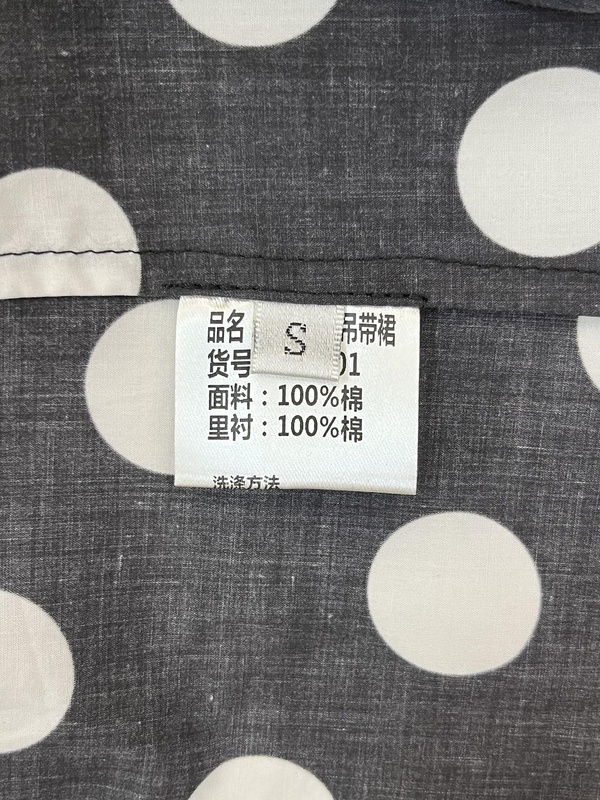 品名 吊带裙
S
货号 01
面料：100%棉
里衬：100%棉
洗涤方法